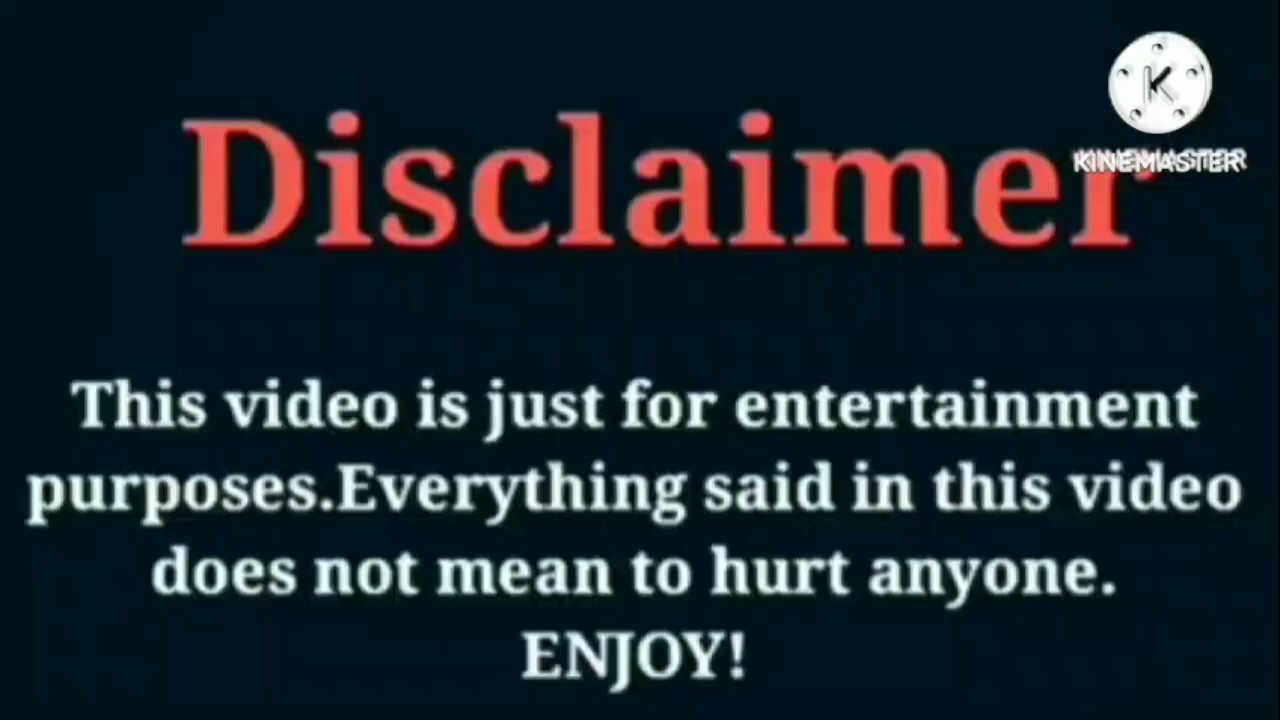 K
KINEMASTER
Disclaimer
This video is just for entertainment
purposes.Everything said in this video
does not mean to hurt anyone.
ENJOY!